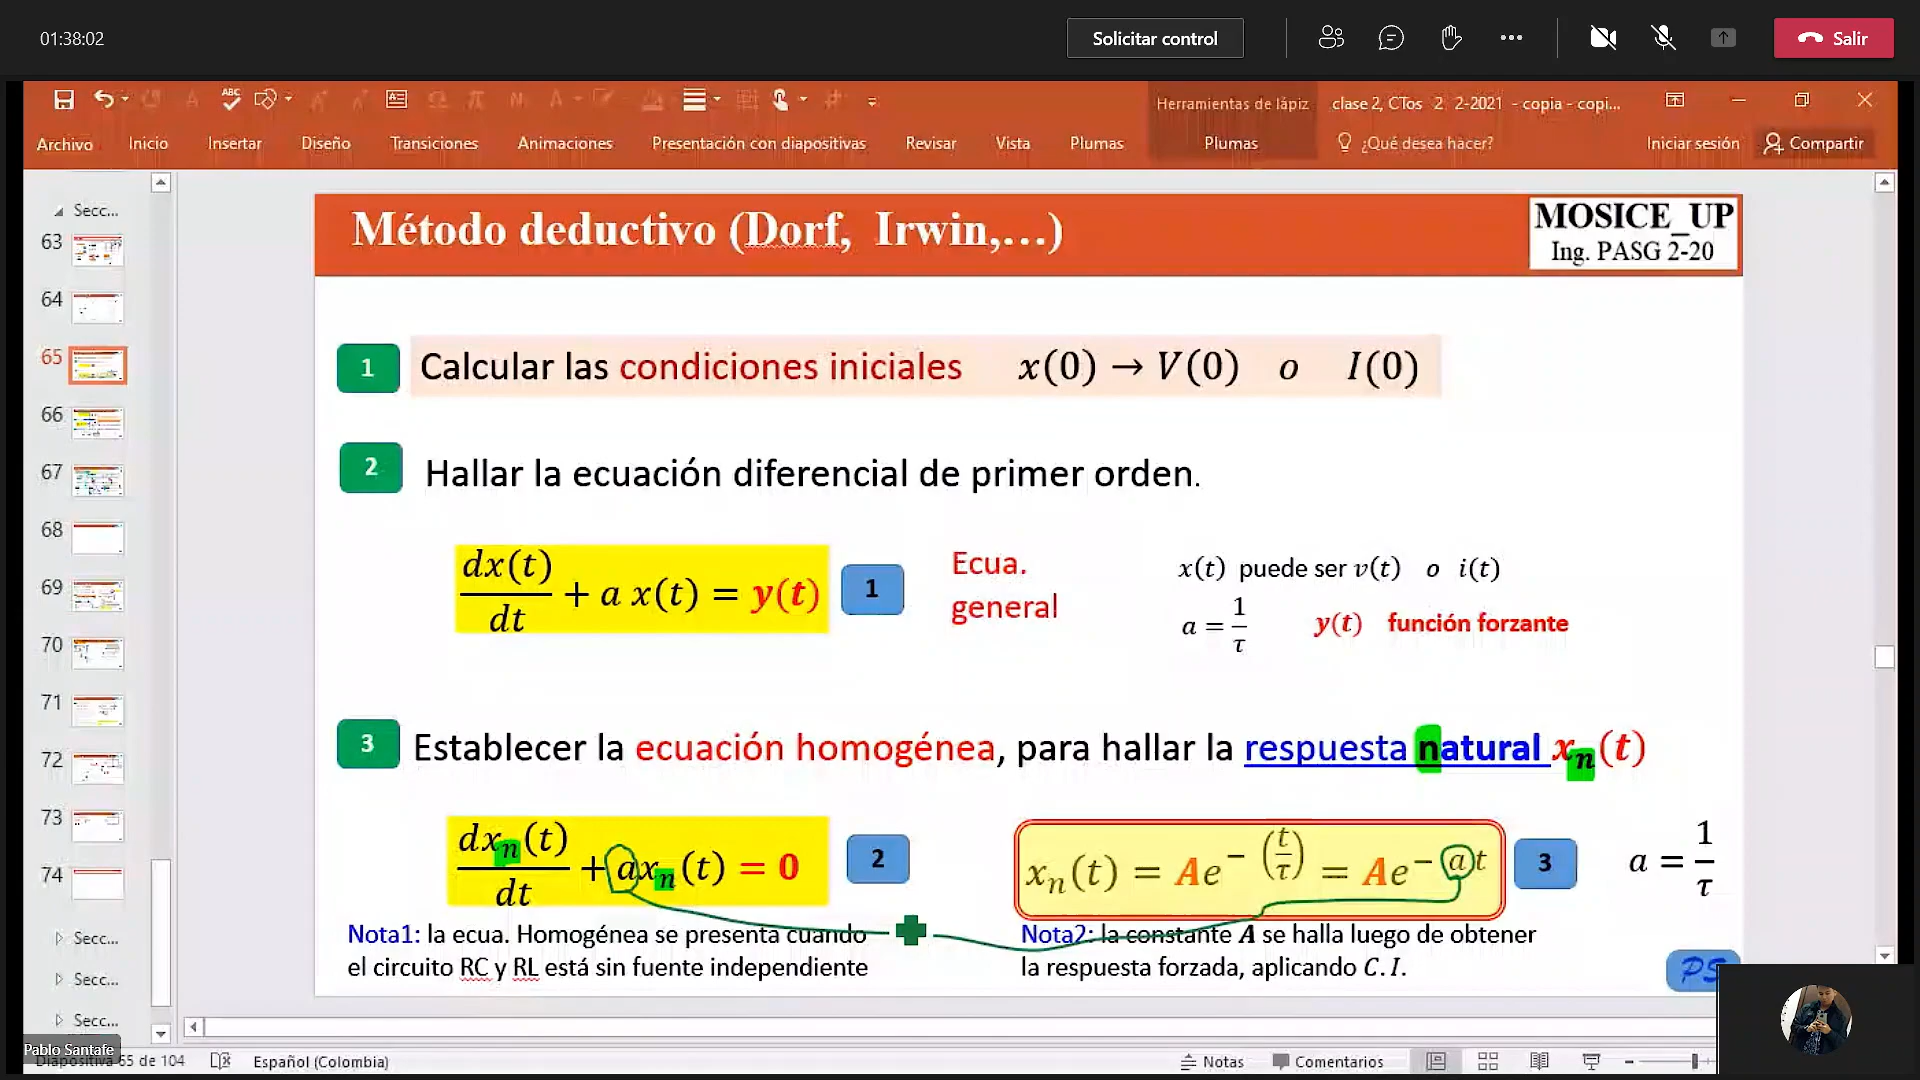 01:38:02
Solicitar control
Salir
Herramientas de lápiz
clase 2, CTos 2 2-2021 - copia - copi...
Archivo Inicio Insertar Diseño Transiciones Animaciones Presentación con diapositivas Revisar Vista Plumas Plumas ¿Qué desea hacer? Iniciar sesión Compartir
Secc...
63
64
65
66
67
68
69
70
71
72
73
74
Secc...
Secc...
Secc...
Método deductivo (Dorf, Irwin,...)
MOSICE_UP
Ing. PASG 2-20
1 Calcular las condiciones iniciales x(0) → V(0) o I(0)
2 Hallar la ecuación diferencial de primer orden.
dx(t)/dt + a x(t) = y(t) 1
Ecua.
general
x(t) puede ser v(t) o i(t)
a = 1/τ y(t) función forzante
3 Establecer la ecuación homogénea, para hallar la respuesta natural xₙ(t)
dxₙ(t)/dt + axₙ(t) = 0 2
xₙ(t) = Ae^−(t/τ) = Ae^−at 3 a = 1/τ
Nota1: la ecua. Homogénea se presenta cuando
el circuito RC y RL está sin fuente independiente
Nota2: la constante A se halla luego de obtener
la respuesta forzada, aplicando C.I.
PS
Pablo Santafe
Diapositiva 65 de 104 Español (Colombia) Notas Comentarios